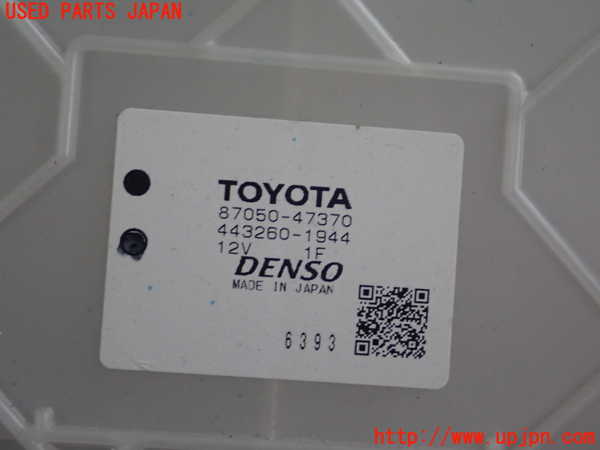 USED PARTS JAPAN
TOYOTA
87050-47370
443260-1944
12V 1F
DENSO
MADE IN JAPAN
6393
http://www.upjpn.com/